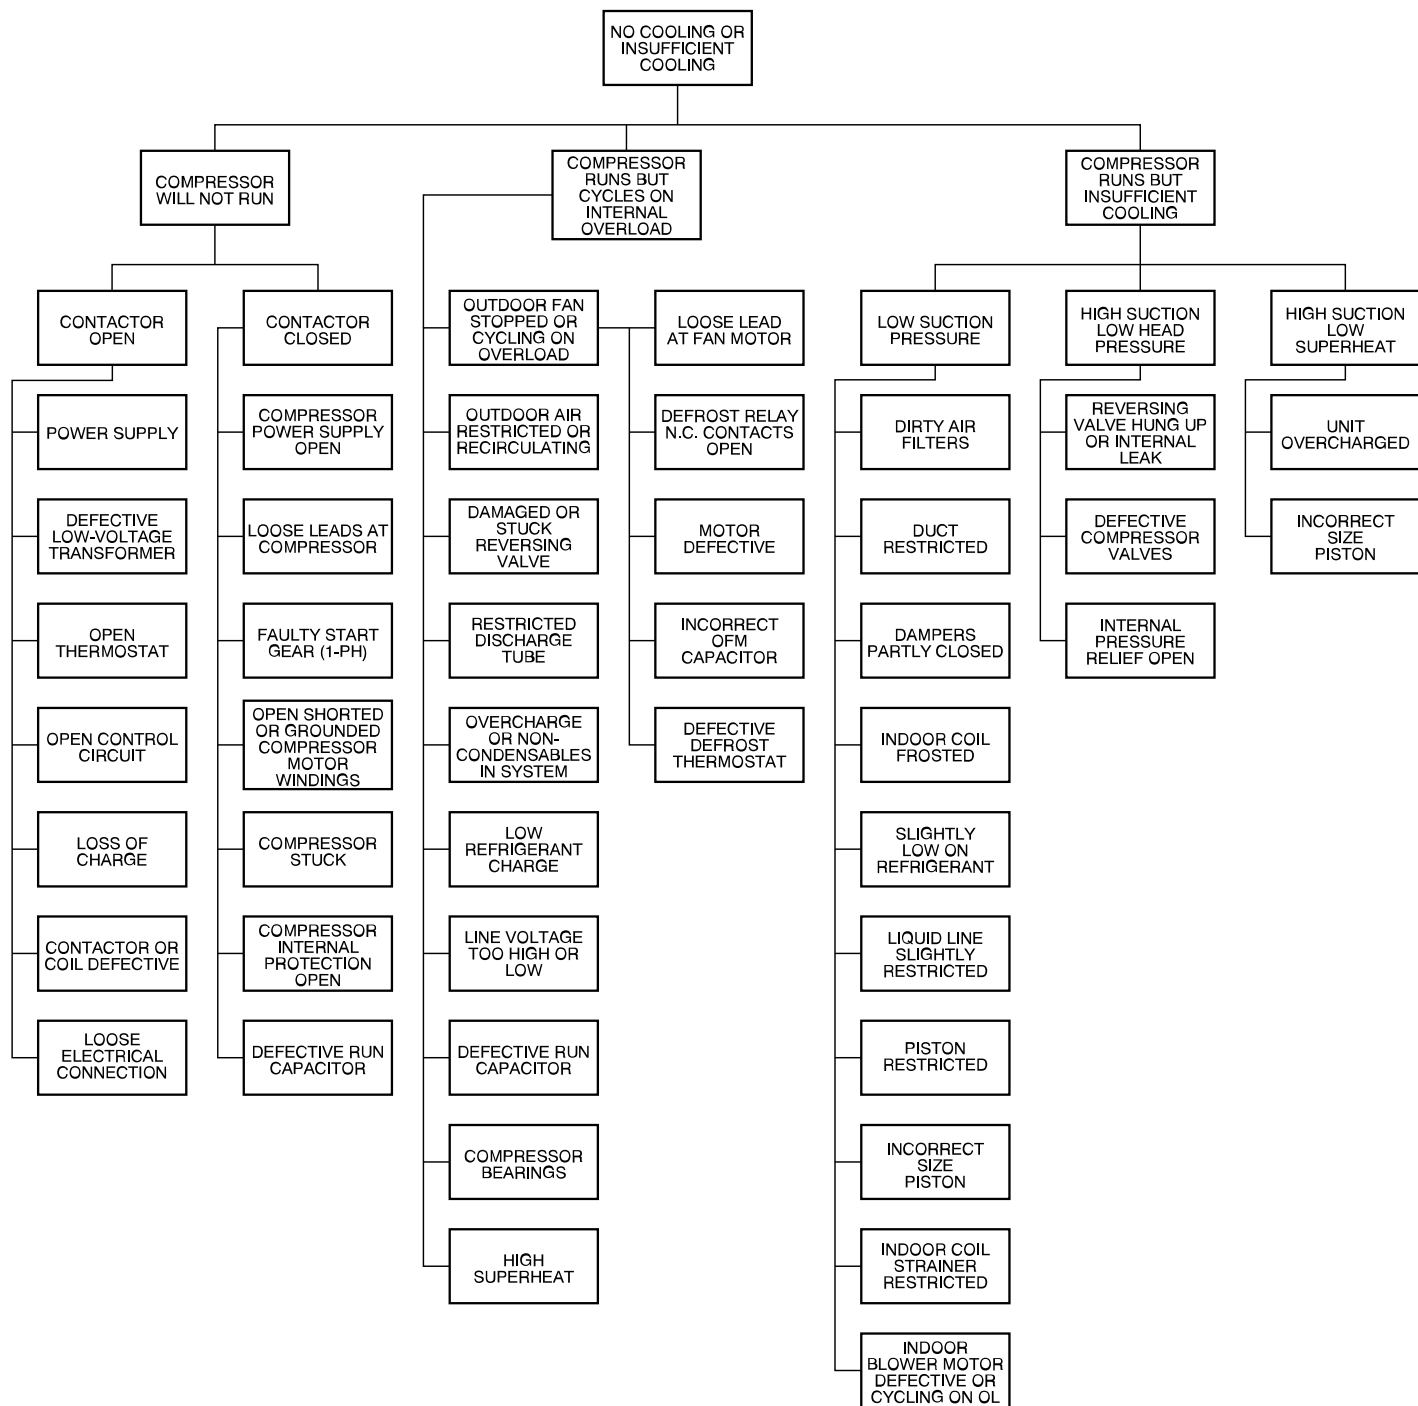 NO COOLING OR
INSUFFICIENT
COOLING
COMPRESSOR
WILL NOT RUN
COMPRESSOR
RUNS BUT
CYCLES ON
INTERNAL
OVERLOAD
COMPRESSOR
RUNS BUT
INSUFFICIENT
COOLING
CONTACTOR
OPEN
POWER SUPPLY
DEFECTIVE
LOW-VOLTAGE
TRANSFORMER
OPEN
THERMOSTAT
OPEN CONTROL
CIRCUIT
LOSS OF
CHARGE
CONTACTOR OR
COIL DEFECTIVE
LOOSE
ELECTRICAL
CONNECTION
CONTACTOR
CLOSED
COMPRESSOR
POWER SUPPLY
OPEN
LOOSE LEADS AT
COMPRESSOR
FAULTY START
GEAR (1-PH)
OPEN SHORTED
OR GROUNDED
COMPRESSOR
MOTOR
WINDINGS
COMPRESSOR
STUCK
COMPRESSOR
INTERNAL
PROTECTION
OPEN
DEFECTIVE RUN
CAPACITOR
OUTDOOR FAN
STOPPED OR
CYCLING ON
OVERLOAD
OUTDOOR AIR
RESTRICTED OR
RECIRCULATING
DAMAGED OR
STUCK
REVERSING
VALVE
RESTRICTED
DISCHARGE
TUBE
OVERCHARGE
OR NON-
CONDENSABLES
IN SYSTEM
LOW
REFRIGERANT
CHARGE
LINE VOLTAGE
TOO HIGH OR
LOW
DEFECTIVE RUN
CAPACITOR
COMPRESSOR
BEARINGS
HIGH
SUPERHEAT
LOOSE LEAD
AT FAN MOTOR
DEFROST RELAY
N.C. CONTACTS
OPEN
MOTOR
DEFECTIVE
INCORRECT
OFM
CAPACITOR
DEFECTIVE
DEFROST
THERMOSTAT
LOW SUCTION
PRESSURE
DIRTY AIR
FILTERS
DUCT
RESTRICTED
DAMPERS
PARTLY CLOSED
INDOOR COIL
FROSTED
SLIGHTLY
LOW ON
REFRIGERANT
LIQUID LINE
SLIGHTLY
RESTRICTED
PISTON
RESTRICTED
INCORRECT
SIZE
PISTON
INDOOR COIL
STRAINER
RESTRICTED
INDOOR
BLOWER MOTOR
DEFECTIVE OR
CYCLING ON OL
HIGH SUCTION
LOW HEAD
PRESSURE
REVERSING
VALVE HUNG UP
OR INTERNAL
LEAK
DEFECTIVE
COMPRESSOR
VALVES
INTERNAL
PRESSURE
RELIEF OPEN
HIGH SUCTION
LOW
SUPERHEAT
UNIT
OVERCHARGED
INCORRECT
SIZE
PISTON